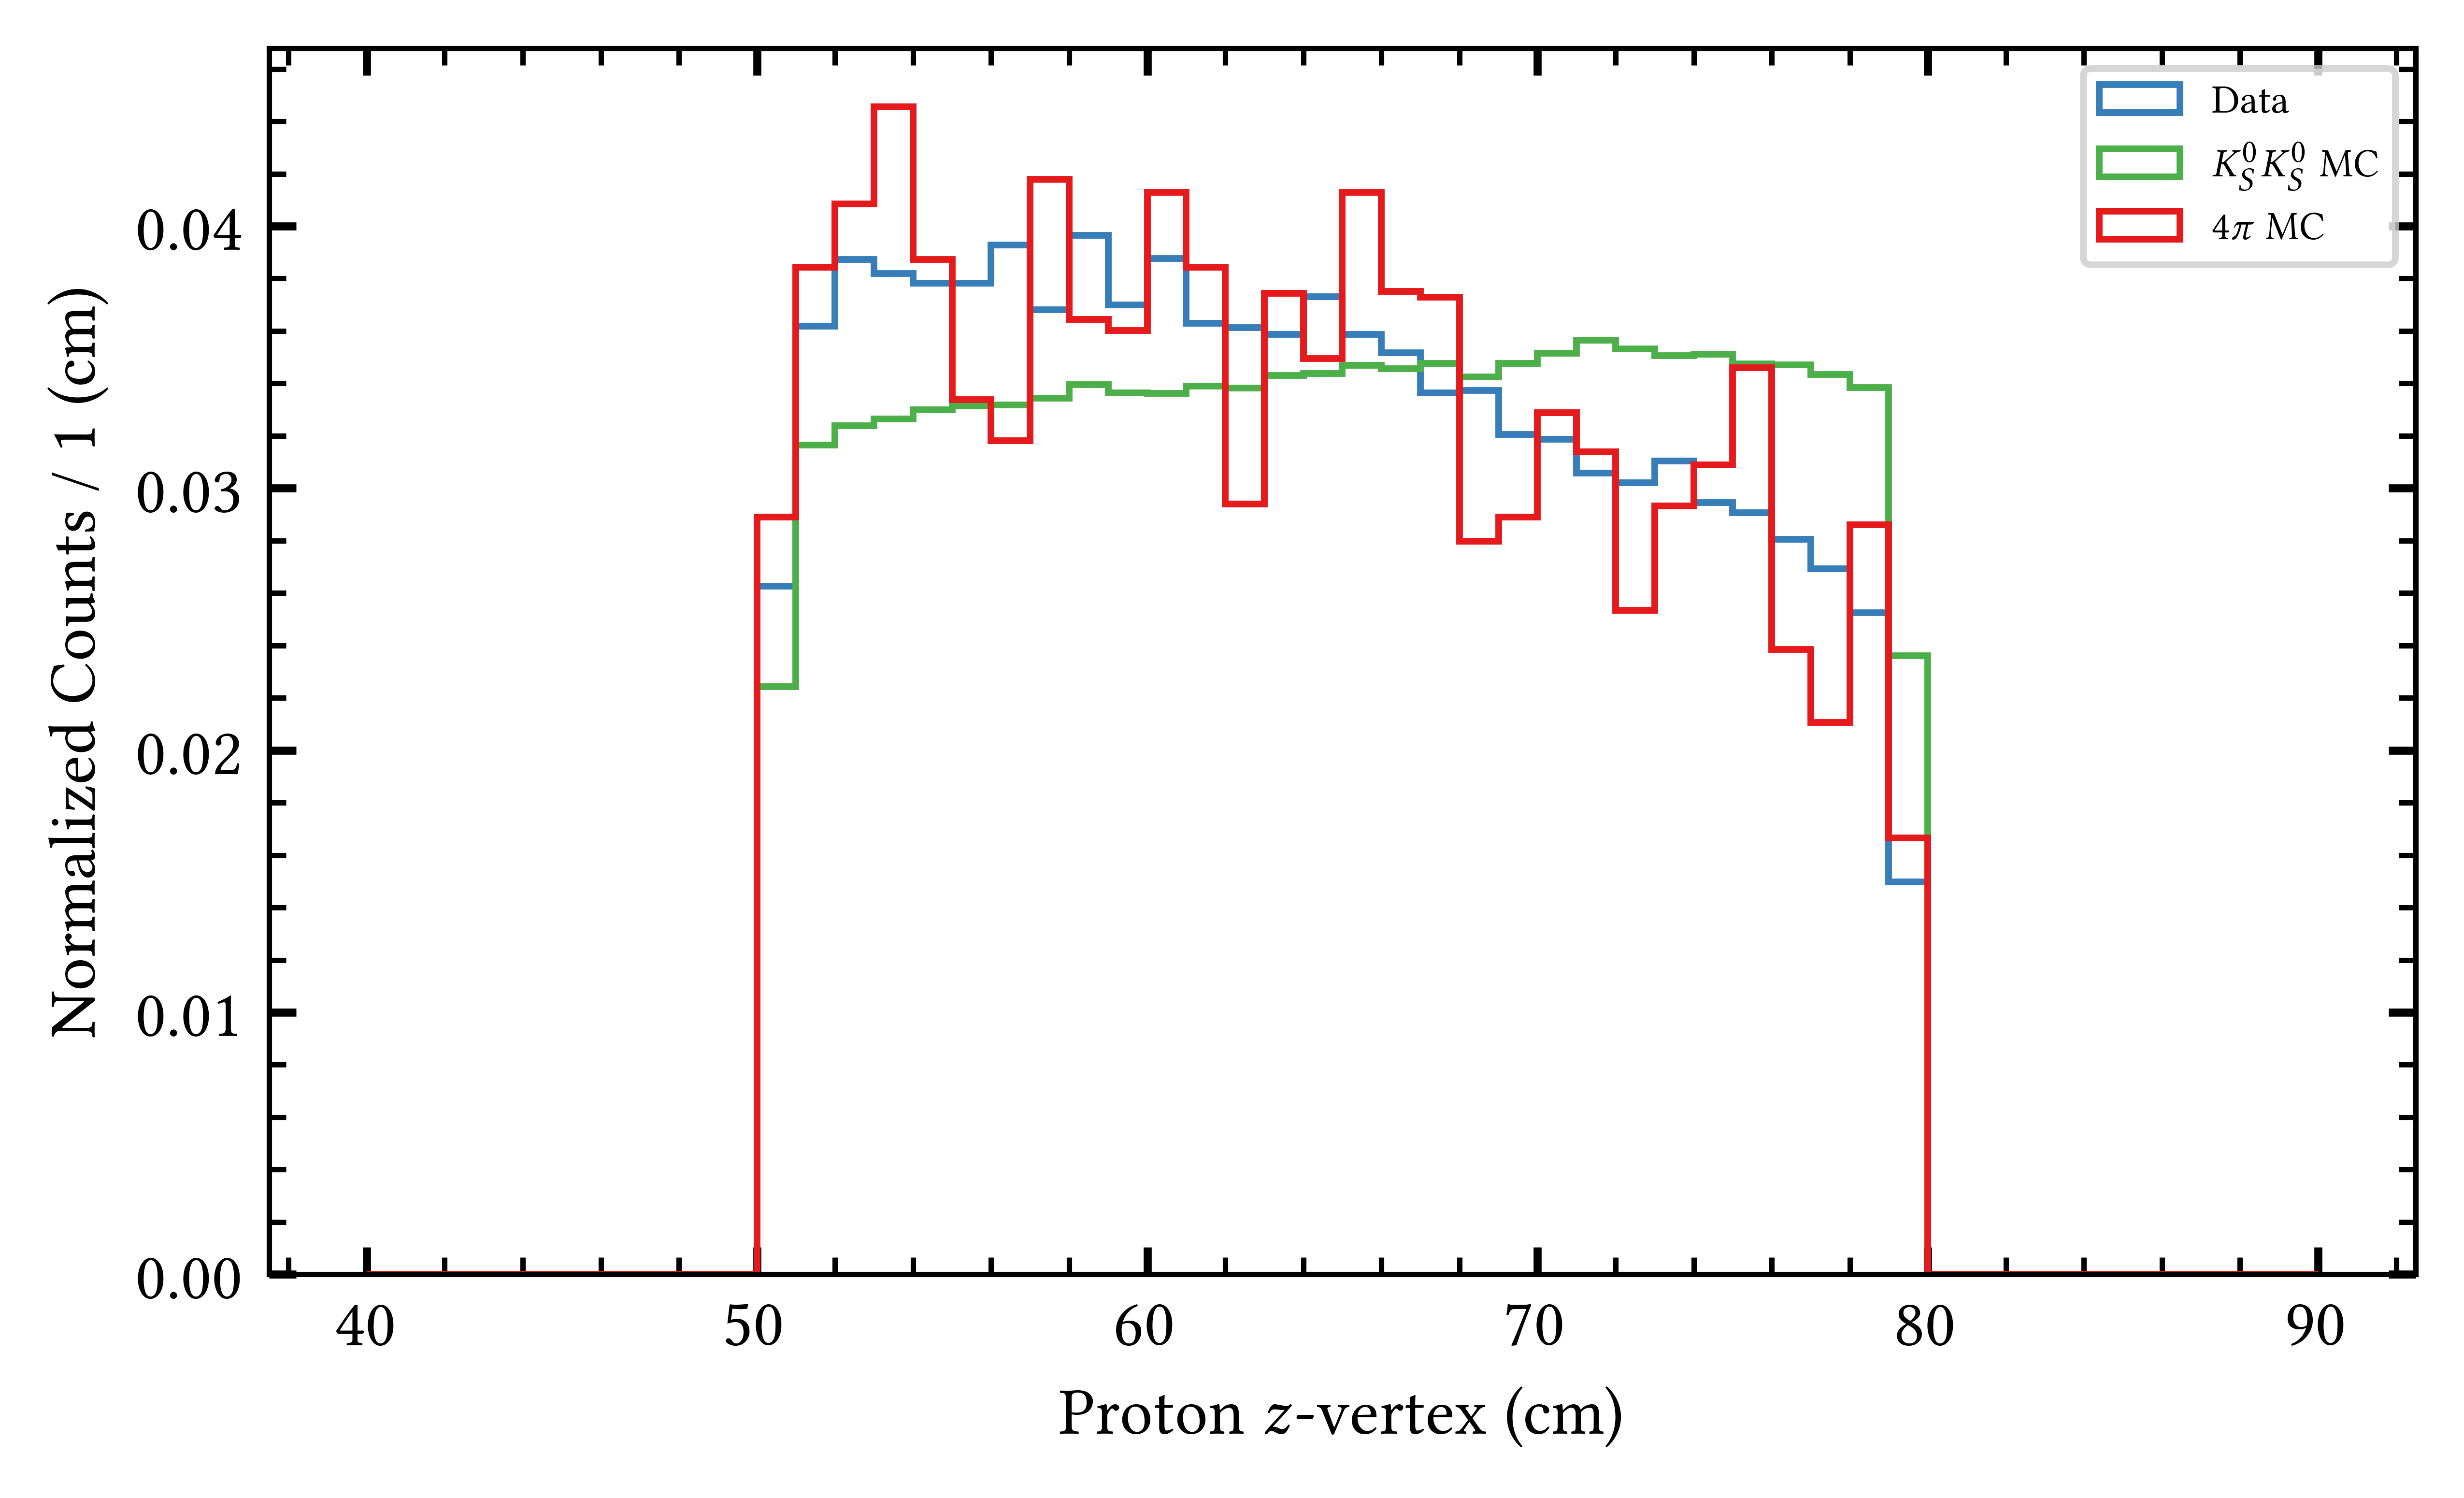 Data
K_S^0 K_S^0 MC
4π MC
Normalized Counts / 1 (cm)
0.04
0.03
0.02
0.01
0.00
40 50 60 70 80 90
Proton z-vertex (cm)